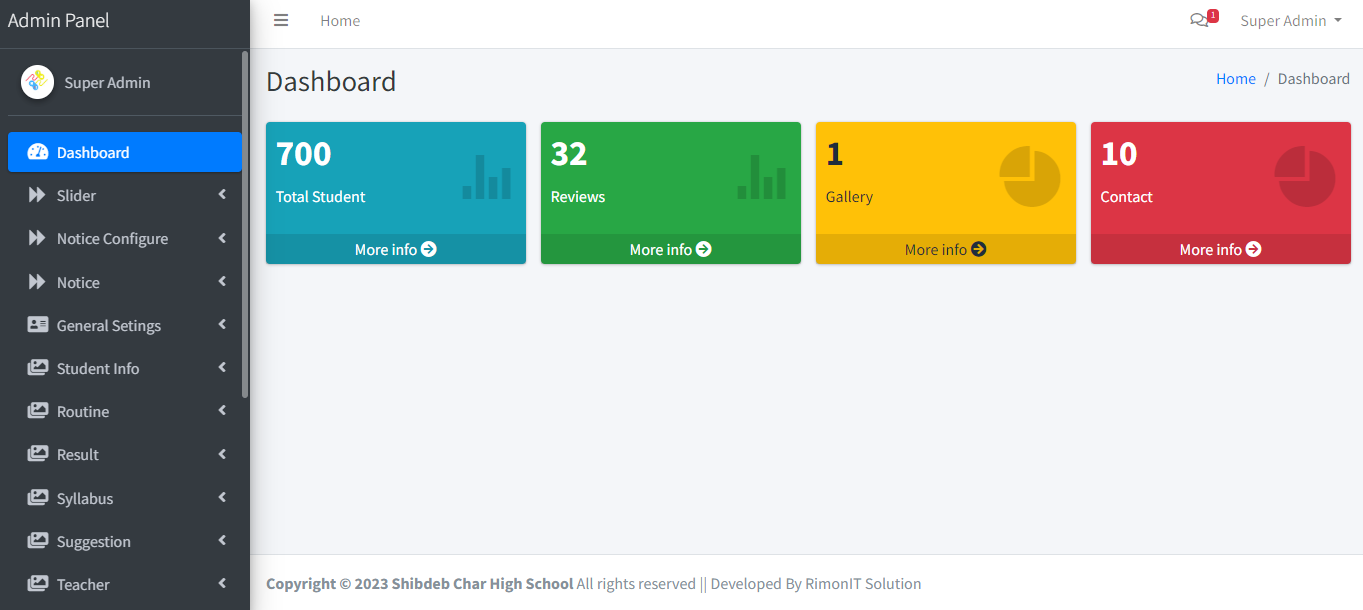 Admin Panel
Home
1
Super Admin
Super Admin
Dashboard
Slider
Notice Configure
Notice
General Setings
Student Info
Routine
Result
Syllabus
Suggestion
Teacher
Dashboard
Home / Dashboard
700
Total Student
More info
32
Reviews
More info
1
Gallery
More info
10
Contact
More info
Copyright © 2023 Shibdeb Char High School All rights reserved || Developed By RimonIT Solution